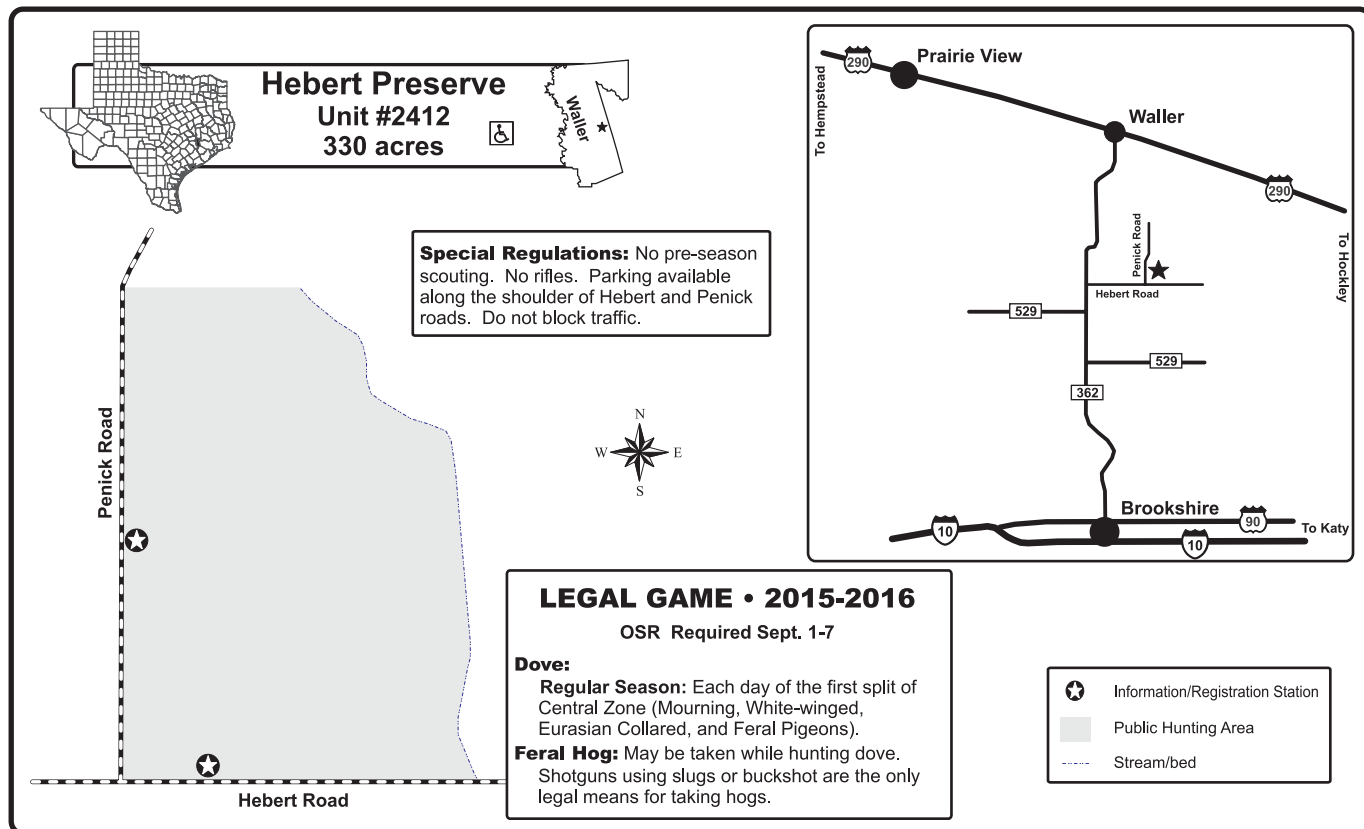 Hebert Preserve
Unit #2412
330 acres
Waller
Special Regulations: No pre-season
scouting. No rifles. Parking available
along the shoulder of Hebert and Penick
roads. Do not block traffic.
Penick Road
Hebert Road
N
W
E
S
290
Prairie View
To Hempstead
Waller
290
To Hockley
Penick Road
Hebert Road
529
529
362
Brookshire
10
90
To Katy
10
LEGAL GAME • 2015-2016
OSR Required Sept. 1-7
Dove:
Regular Season: Each day of the first split of
Central Zone (Mourning, White-winged,
Eurasian Collared, and Feral Pigeons).
Feral Hog: May be taken while hunting dove.
Shotguns using slugs or buckshot are the only
legal means for taking hogs.
Information/Registration Station
Public Hunting Area
Stream/bed